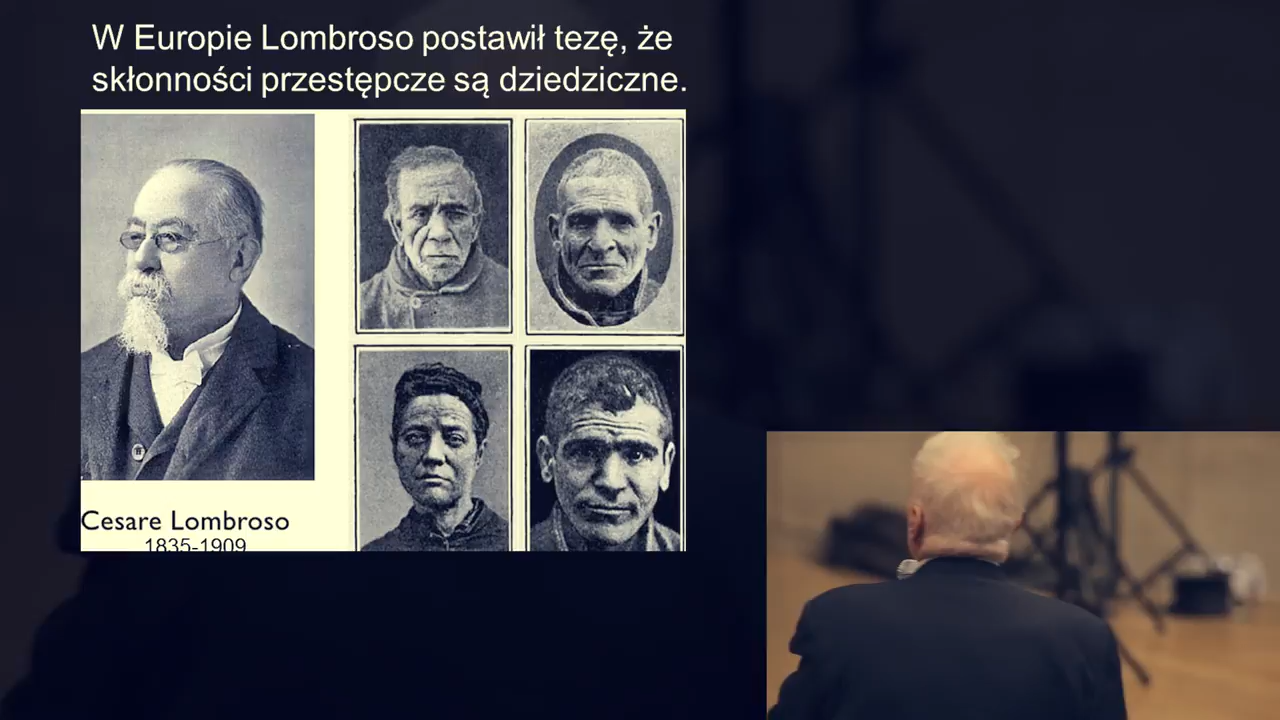 W Europie Lombroso postawił tezę, że
skłonności przestępcze są dziedziczne.
Cesare Lombroso
1835-1909